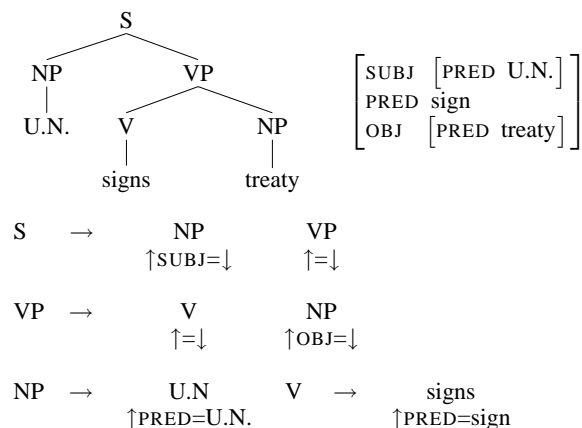 S
NP VP
U.N. V NP
signs treaty
SUBJ [PRED U.N.]
PRED sign
OBJ [PRED treaty]
S → NP VP
↑SUBJ=↓ ↑=↓
VP → V NP
↑=↓ ↑OBJ=↓
NP → U.N V → signs
↑PRED=U.N. ↑PRED=sign